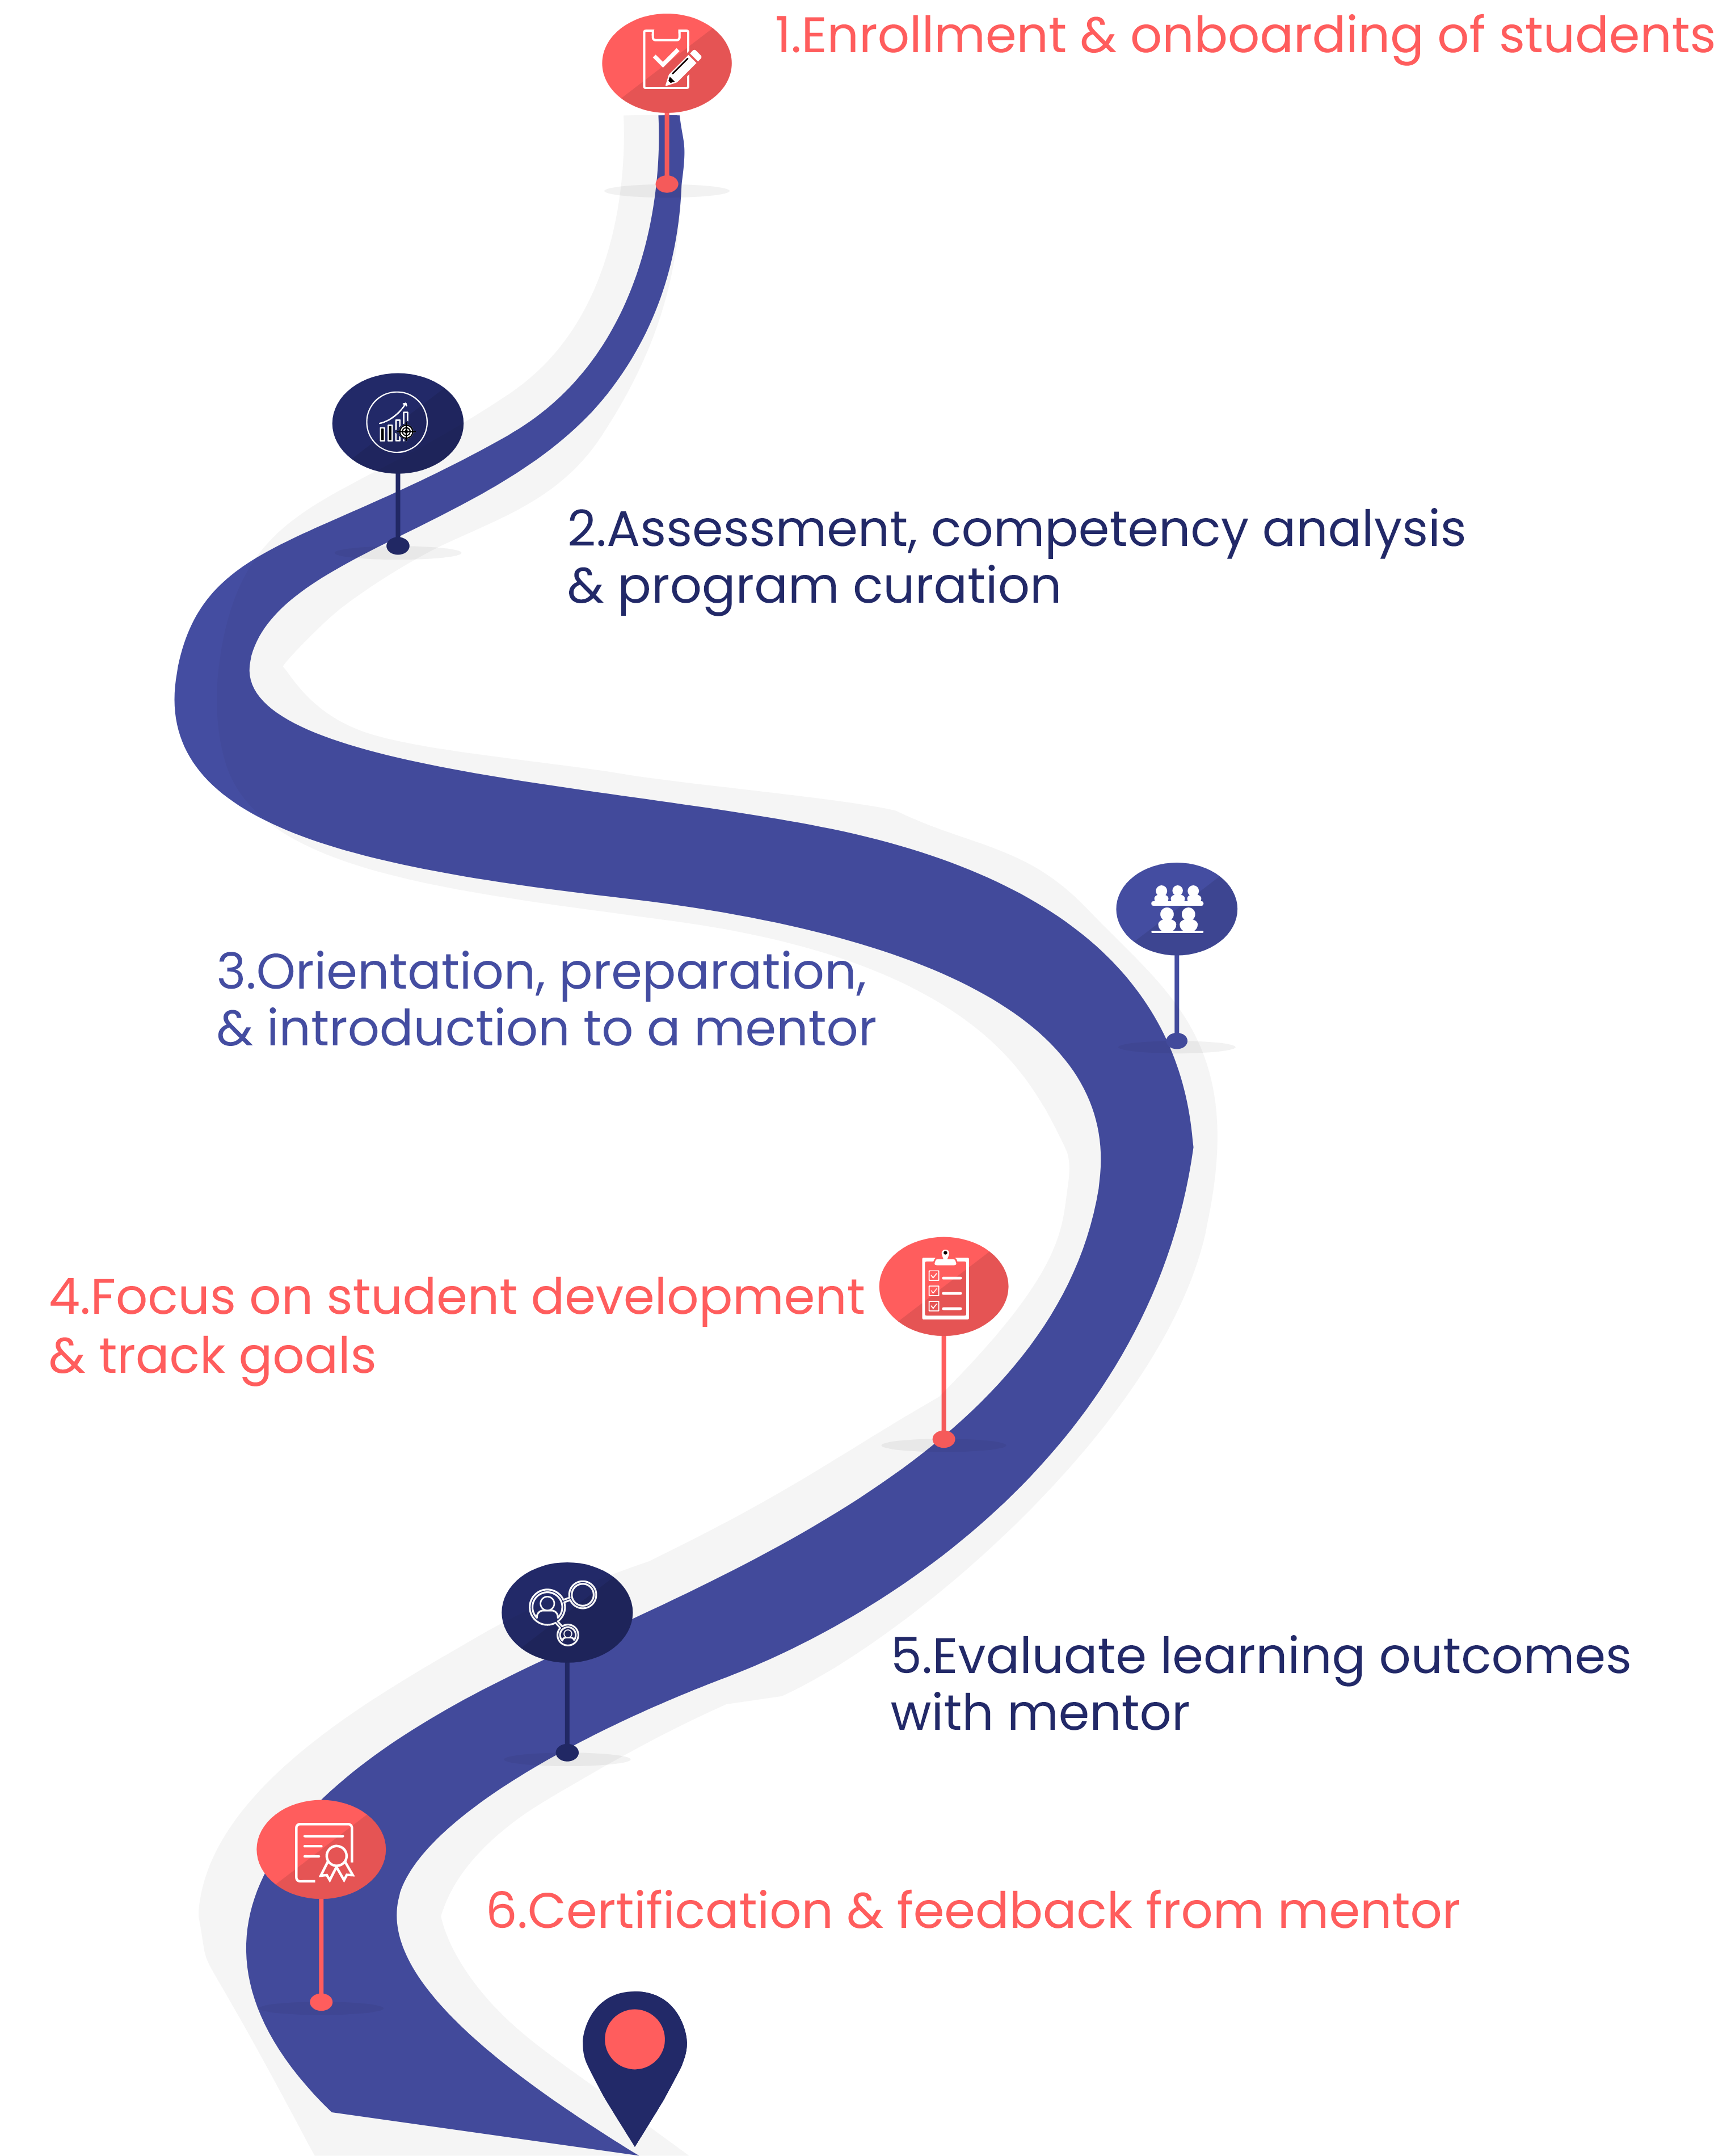 1.Enrollment & onboarding of students
2.Assessment, competency analysis
& program curation
3.Orientation, preparation,
& introduction to a mentor
4.Focus on student development
& track goals
5.Evaluate learning outcomes
with mentor
6.Certification & feedback from mentor